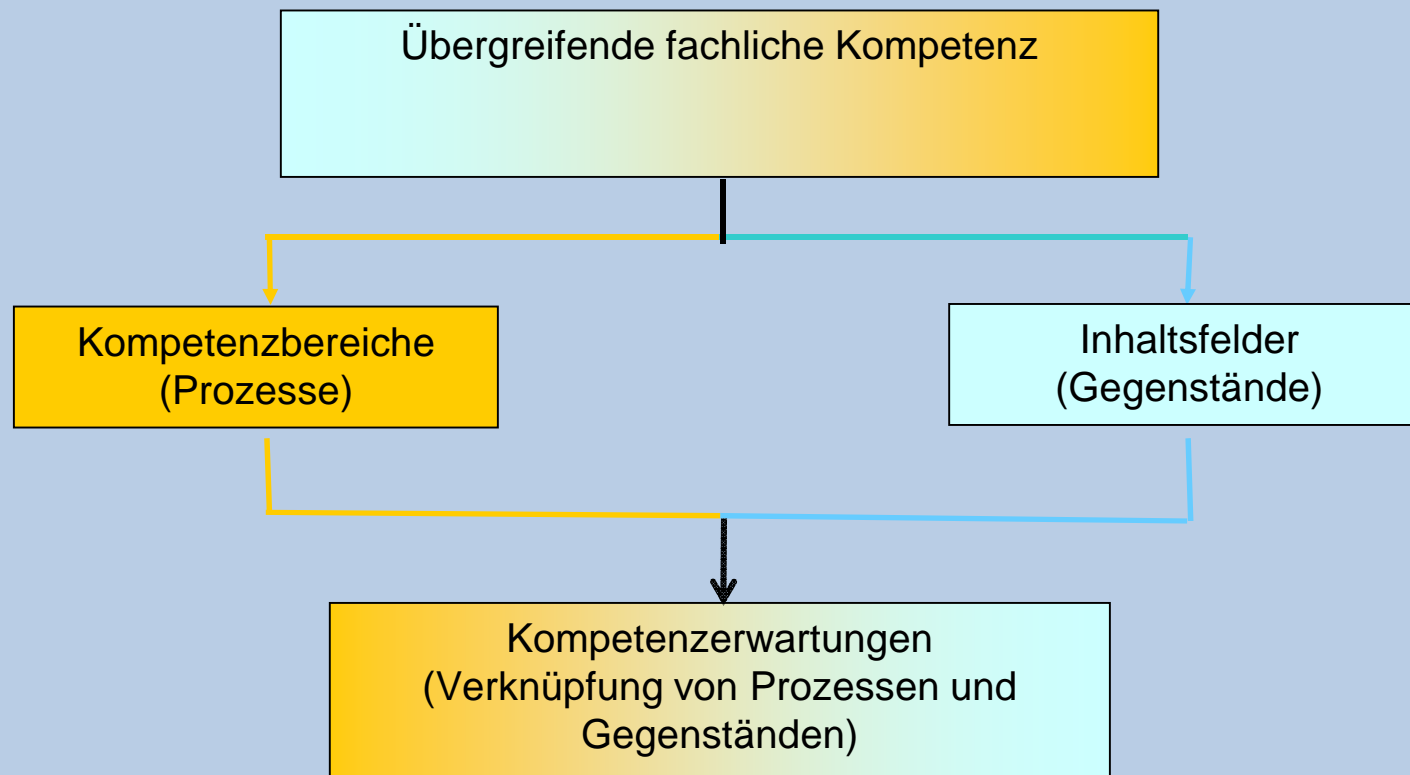 Übergreifende fachliche Kompetenz
Kompetenzbereiche
(Prozesse)
Inhaltsfelder
(Gegenstände)
Kompetenzerwartungen
(Verknüpfung von Prozessen und
Gegenständen)